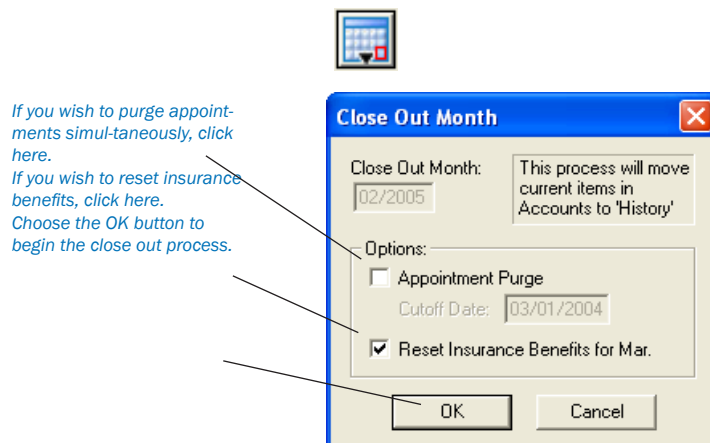 If you wish to purge appoint-
ments simul-taneously, click
here.
If you wish to reset insurance
benefits, click here.
Choose the OK button to
begin the close out process.
Close Out Month
Close Out Month:
02/2005
This process will move
current items in
Accounts to 'History'
Options:
Appointment Purge
Cutoff Date: 03/01/2004
Reset Insurance Benefits for Mar.
OK Cancel